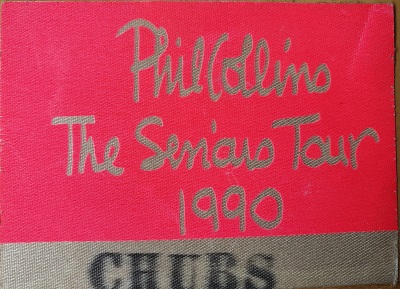 Phil Collins
The Serious Tour
1990
CHUBS